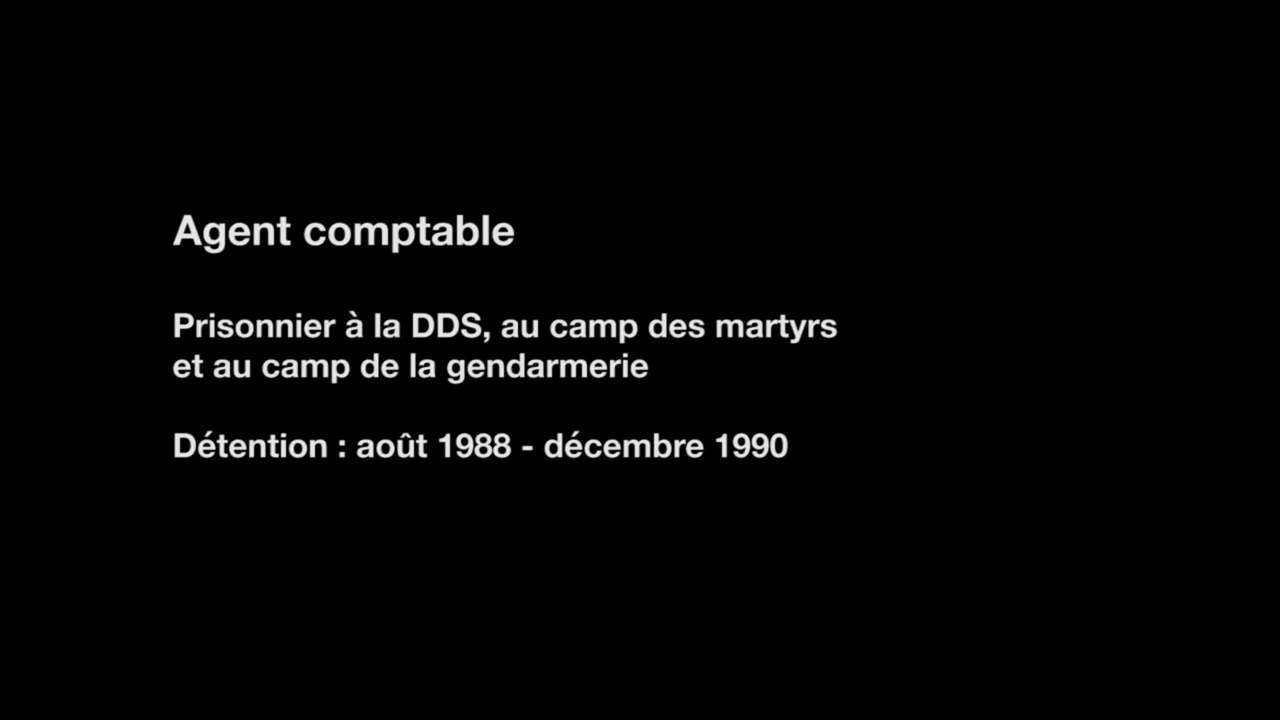 Agent comptable
Prisonnier à la DDS, au camp des martyrs
et au camp de la gendarmerie
Détention : août 1988 - décembre 1990